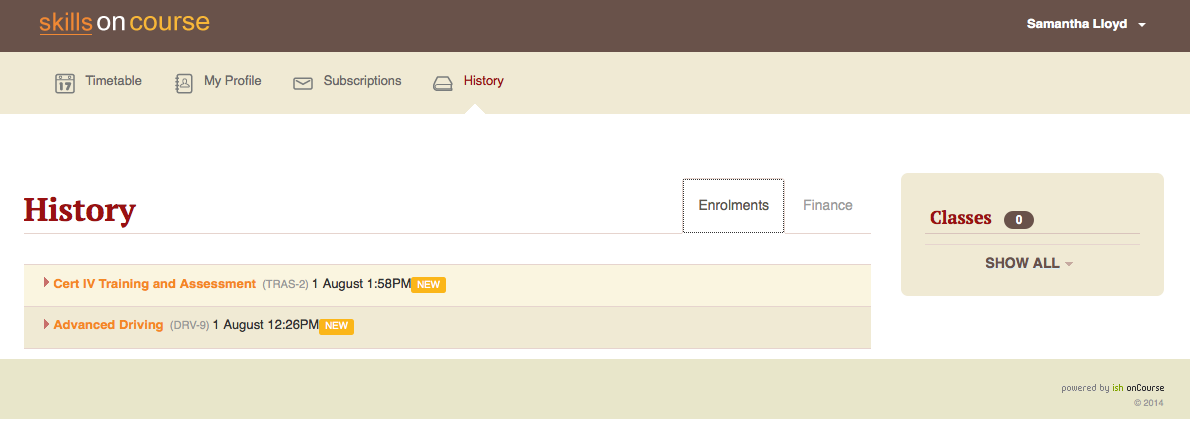 skills on course
Samantha Lloyd
17 Timetable My Profile Subscriptions History
History
Enrolments Finance
Classes 0
SHOW ALL
Cert IV Training and Assessment (TRAS-2) 1 August 1:58PM NEW
Advanced Driving (DRV-9) 1 August 12:26PM NEW
powered by ish onCourse
© 2014